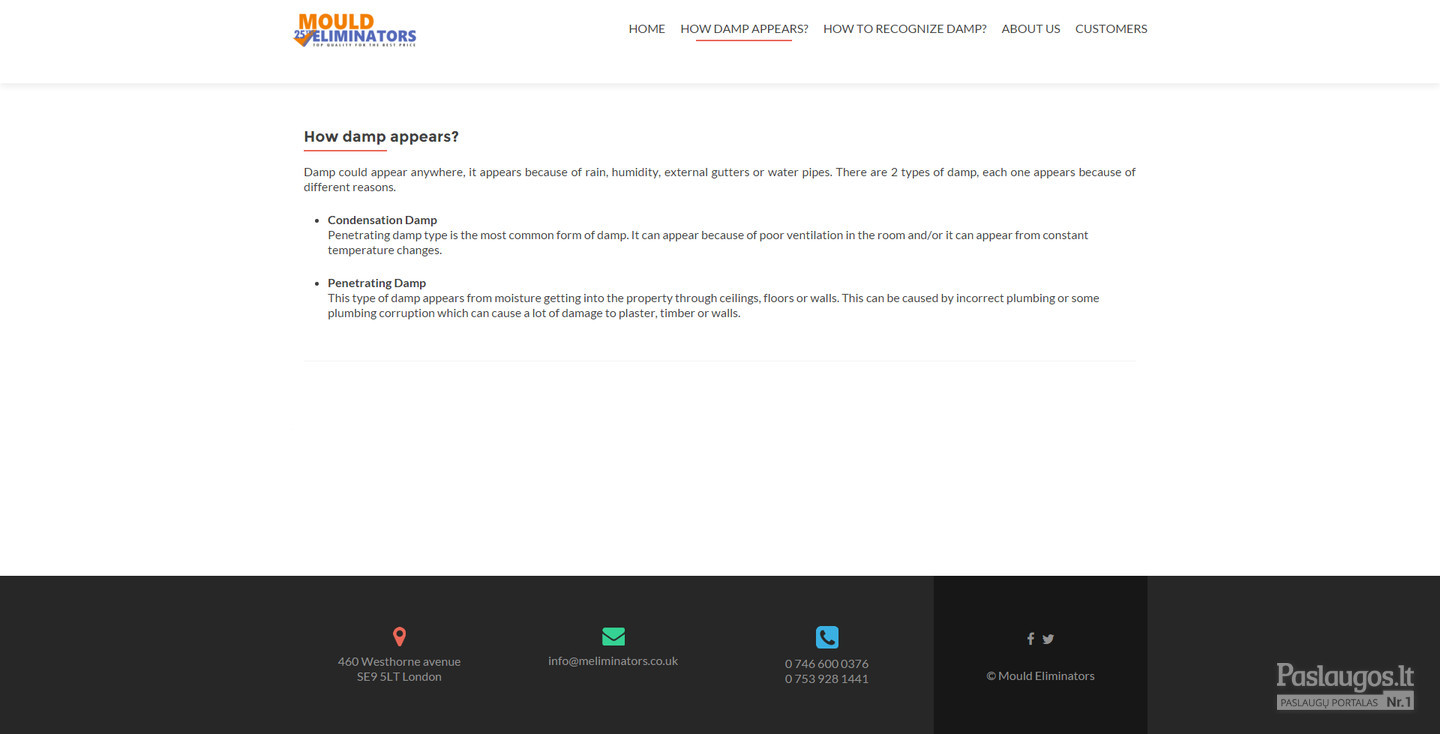 MOULD
25 ELIMINATORS
TOP QUALITY FOR THE BEST PRICE
HOME HOW DAMP APPEARS? HOW TO RECOGNIZE DAMP? ABOUT US CUSTOMERS
How damp appears?
Damp could appear anywhere, it appears because of rain, humidity, external gutters or water pipes. There are 2 types of damp, each one appears because of
different reasons.
• Condensation Damp
Penetrating damp type is the most common form of damp. It can appear because of poor ventilation in the room and/or it can appear from constant
temperature changes.
• Penetrating Damp
This type of damp appears from moisture getting into the property through ceilings, floors or walls. This can be caused by incorrect plumbing or some
plumbing corruption which can cause a lot of damage to plaster, timber or walls.
460 Westhorne avenue
SE9 5LT London
info@meliminators.co.uk
0 746 600 0376
0 753 928 1441
© Mould Eliminators
Paslaugos.lt
PASLAUGŲ PORTALAS Nr.1